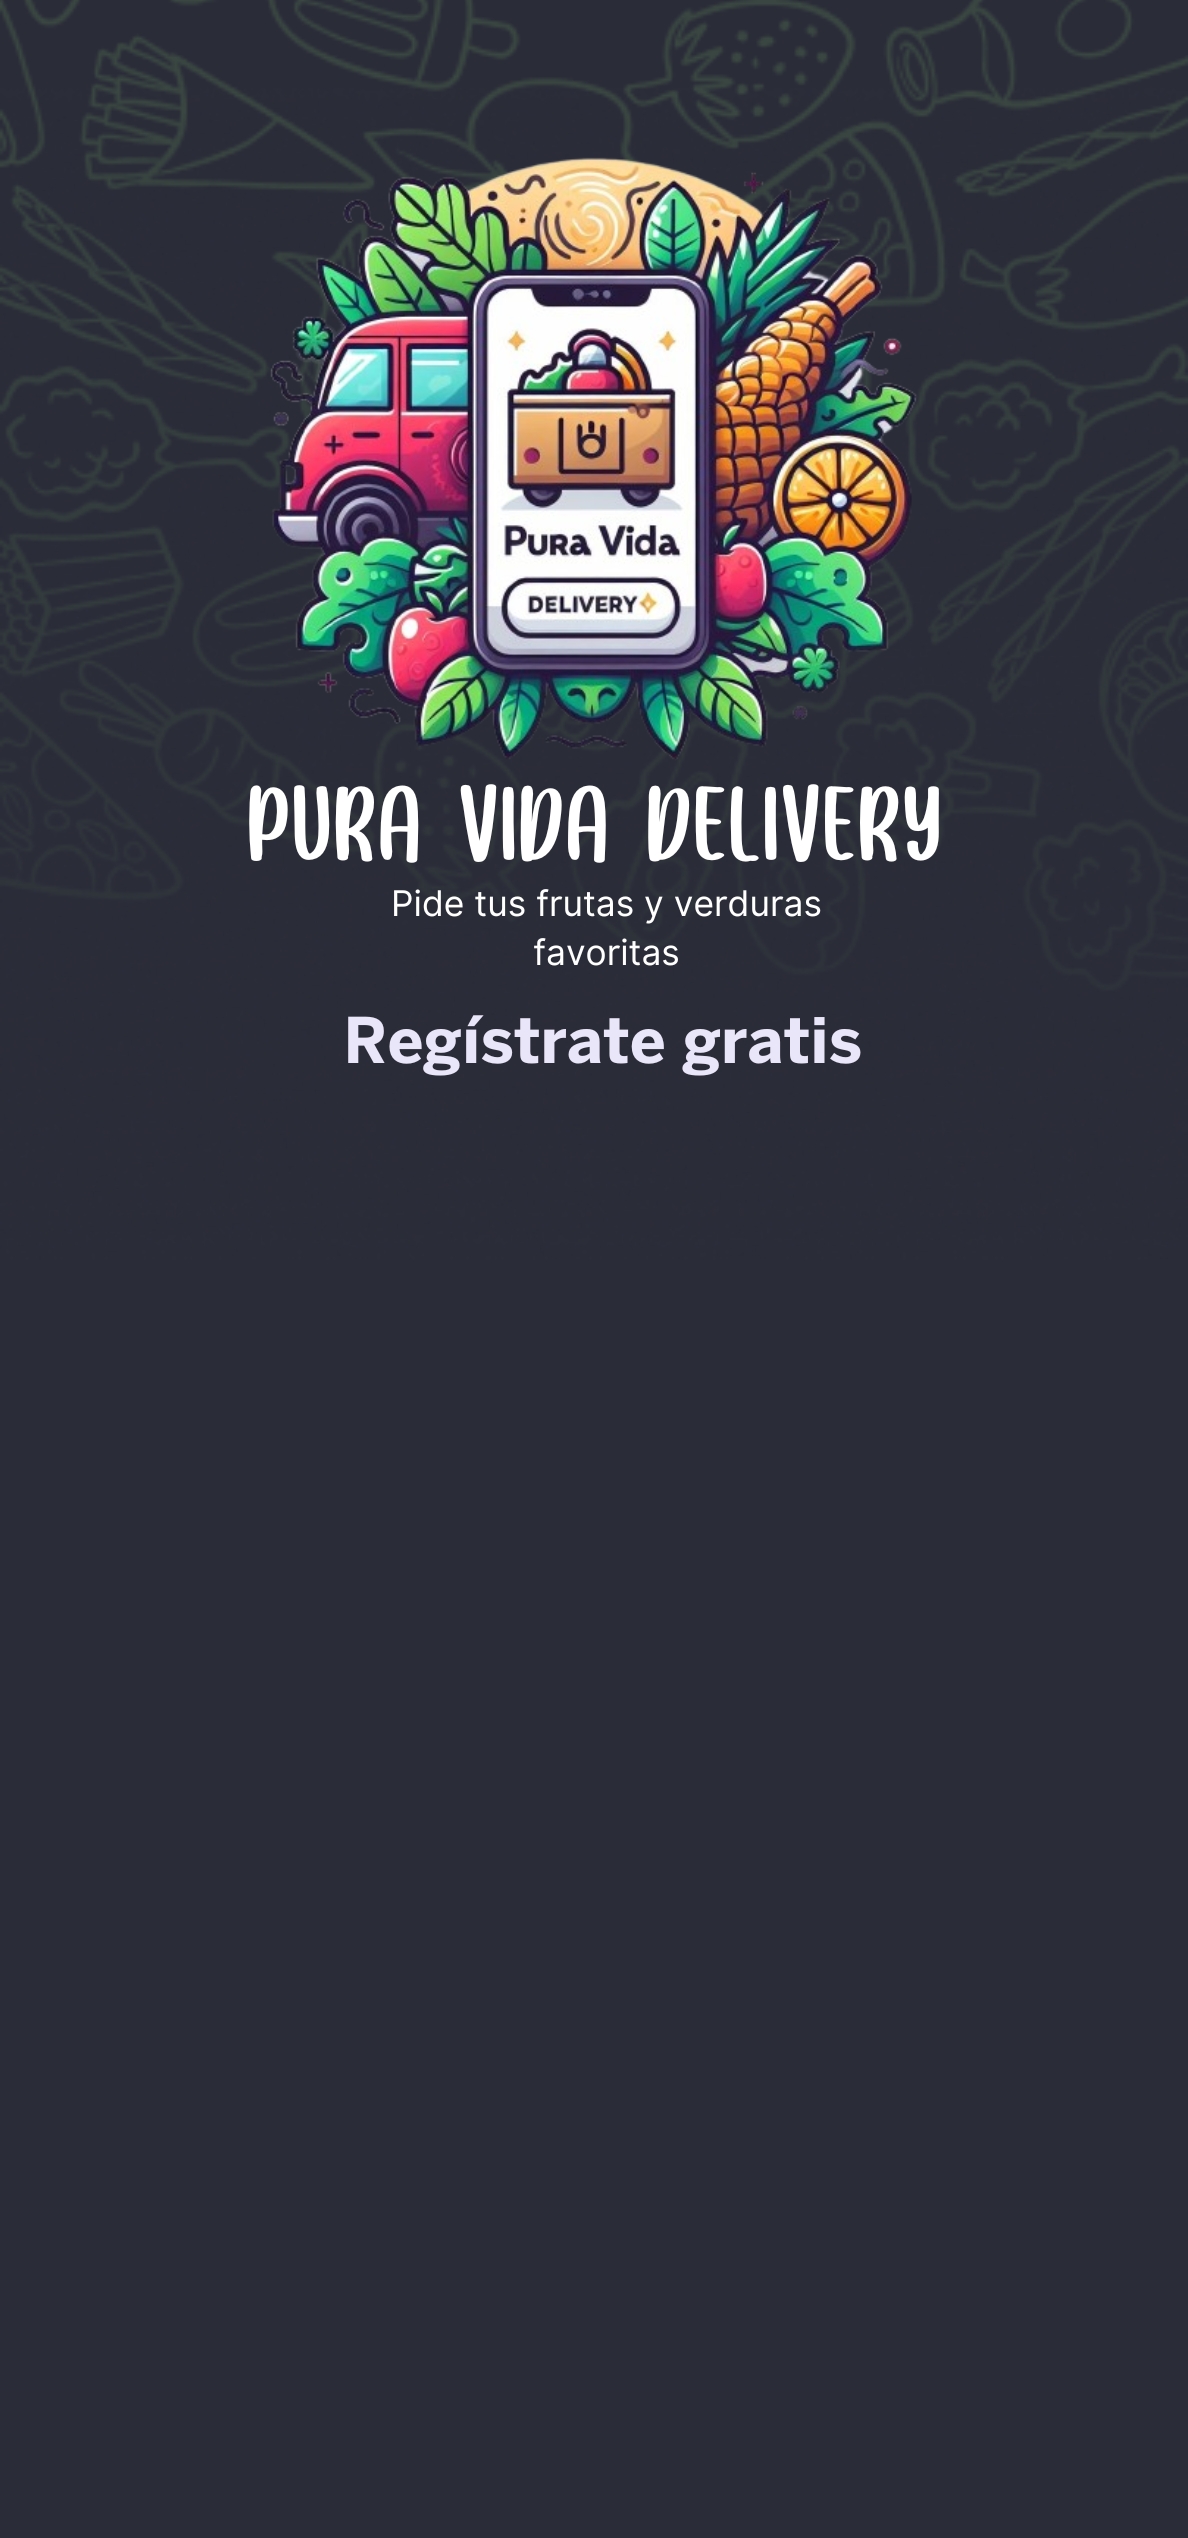 Pura Vida
DELIVERY
PURA VIDA DELIVERY
Pide tus frutas y verduras
favoritas
Regístrate gratis